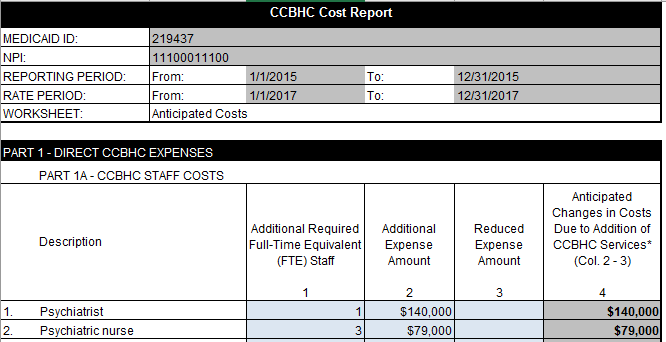 CCBHC Cost Report
MEDICAID ID: 219437
NPI: 11100011100
REPORTING PERIOD: From: 1/1/2015 To: 12/31/2015
RATE PERIOD: From: 1/1/2017 To: 12/31/2017
WORKSHEET: Anticipated Costs
PART 1 - DIRECT CCBHC EXPENSES
PART 1A - CCBHC STAFF COSTS
Description
Additional Required
Full-Time Equivalent
(FTE) Staff
1
Additional
Expense
Amount
2
Reduced
Expense
Amount
3
Anticipated
Changes in Costs
Due to Addition of
CCBHC Services*
(Col. 2 - 3)
4
1. Psychiatrist 1 $140,000 $140,000
2. Psychiatric nurse 3 $79,000 $79,000